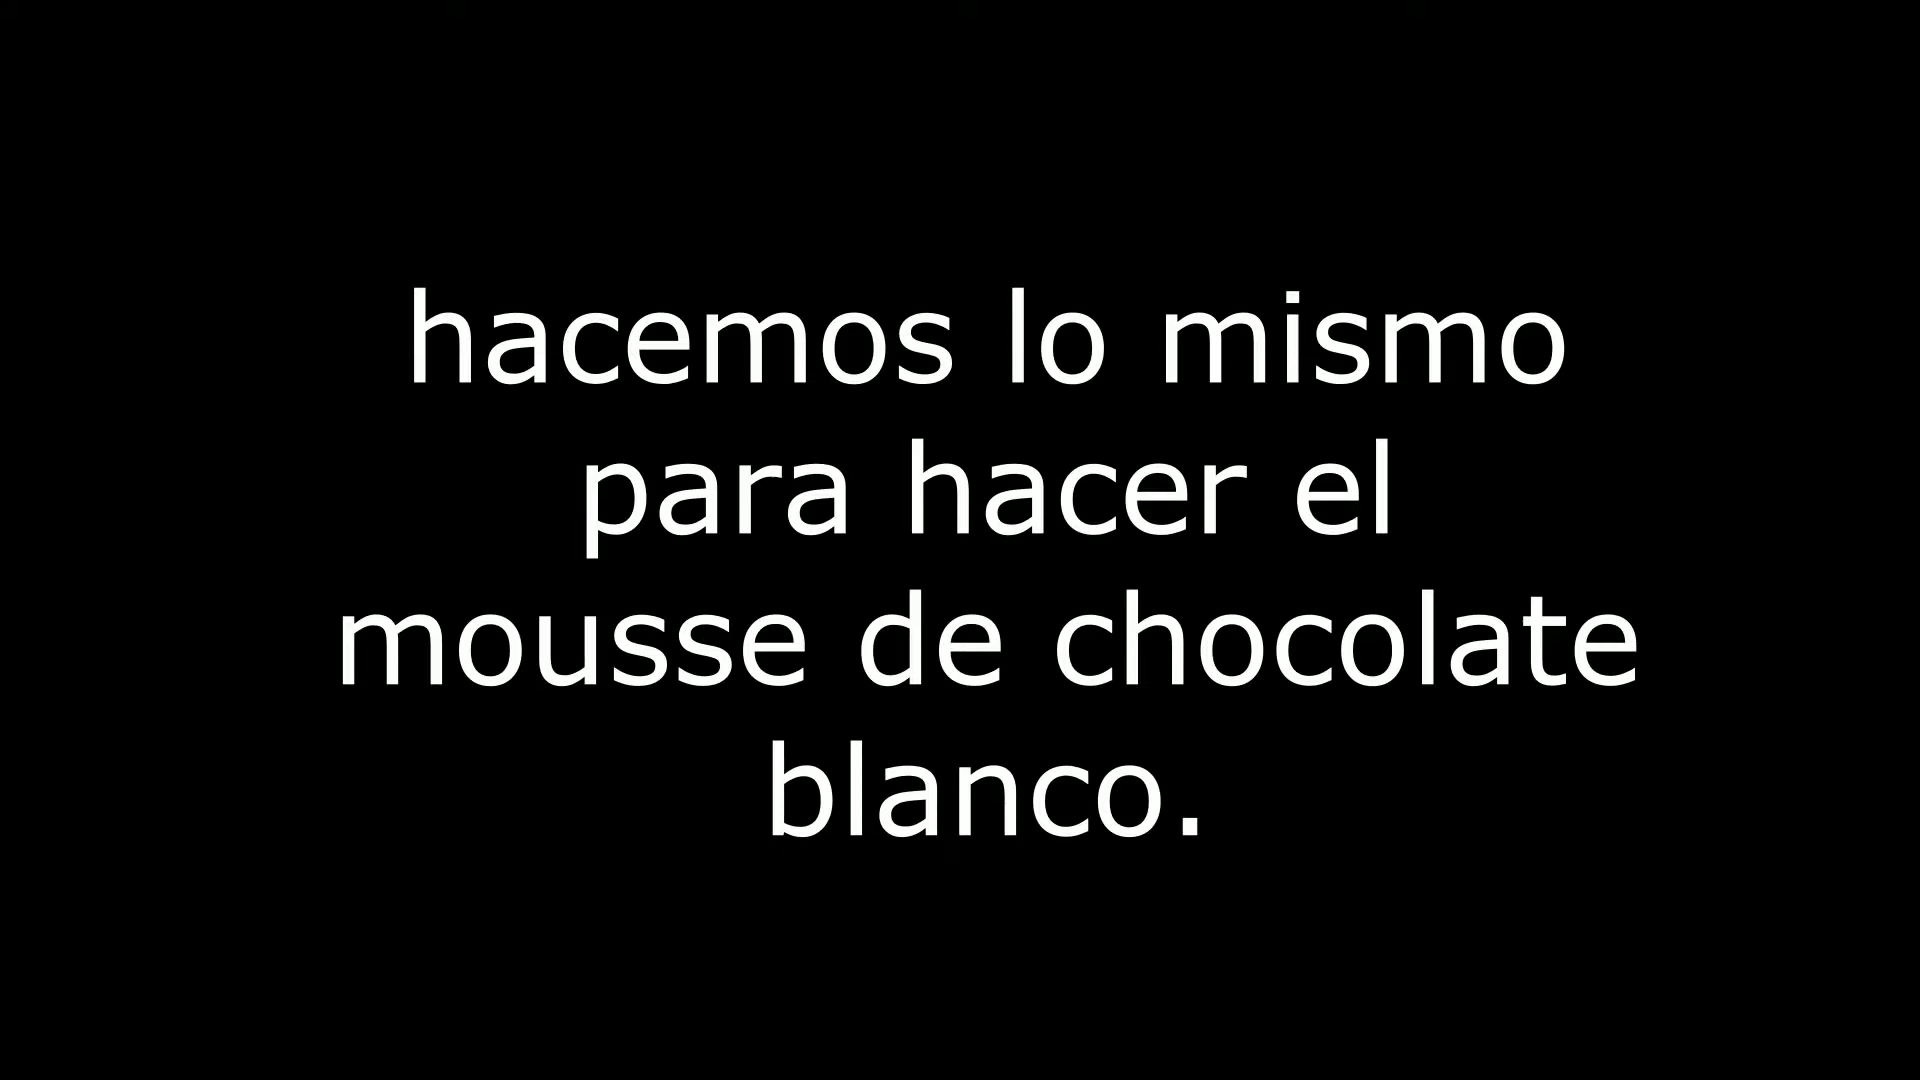 hacemos lo mismo
para hacer el
mousse de chocolate
blanco.